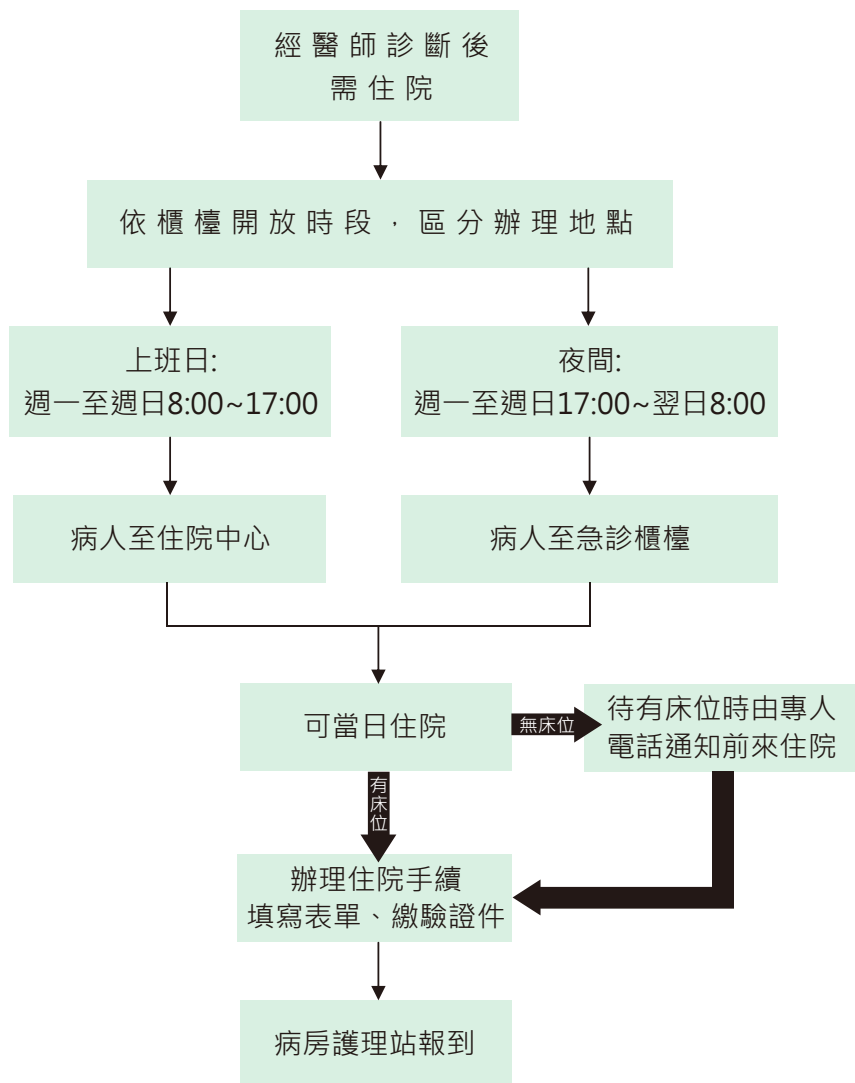 經醫師診斷後
需住院
依櫃檯開放時段，區分辦理地點
上班日:
週一至週日8:00~17:00
夜間:
週一至週日17:00~翌日8:00
病人至住院中心
病人至急診櫃檯
可當日住院
無床位
待有床位時由專人
電話通知前來住院
有床位
辦理住院手續
填寫表單、繳驗證件
病房護理站報到